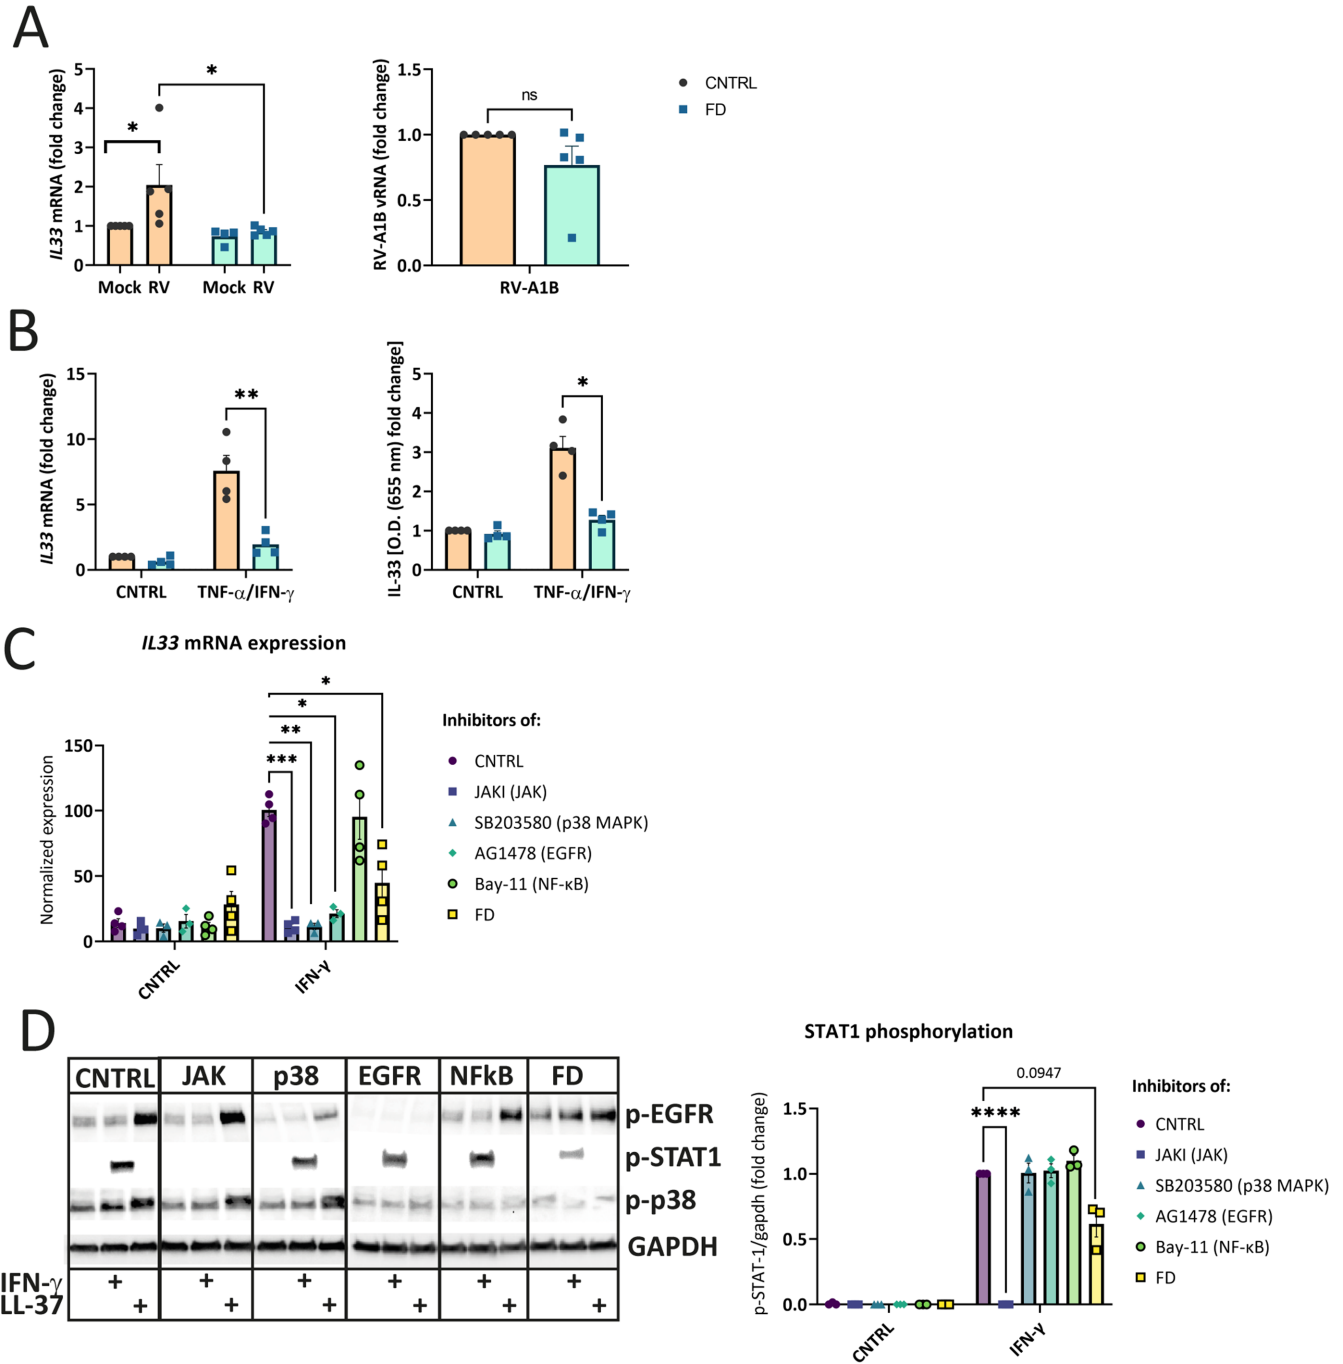 A
IL33 mRNA (fold change)
5
4
3
2
1
0
*
*
Mock RV Mock RV
RV-A1B vRNA (fold change)
1.5
1.0
0.5
0.0
ns
RV-A1B
CNTRL
FD
B
IL33 mRNA (fold change)
15
10
5
0
**
CNTRL TNF-α/IFN-γ
IL-33 [O.D. (655 nm) fold change]
5
4
3
2
1
0
*
CNTRL TNF-α/IFN-γ
C
IL33 mRNA expression
Normalized expression
150
100
50
0
*
*
**
***
CNTRL
IFN-γ
Inhibitors of:
CNTRL
JAKI (JAK)
SB203580 (p38 MAPK)
AG1478 (EGFR)
Bay-11 (NF-κB)
FD
D
CNTRL JAK p38 EGFR NFkB FD
p-EGFR
p-STAT1
p-p38
GAPDH
IFN-γ + + + + + +
LL-37 + + + + + +
STAT1 phosphorylation
p-STAT-1/gapdh (fold change)
1.5
1.0
0.5
0.0
0.0947
****
CNTRL
IFN-γ
Inhibitors of:
CNTRL
JAKI (JAK)
SB203580 (p38 MAPK)
AG1478 (EGFR)
Bay-11 (NF-κB)
FD